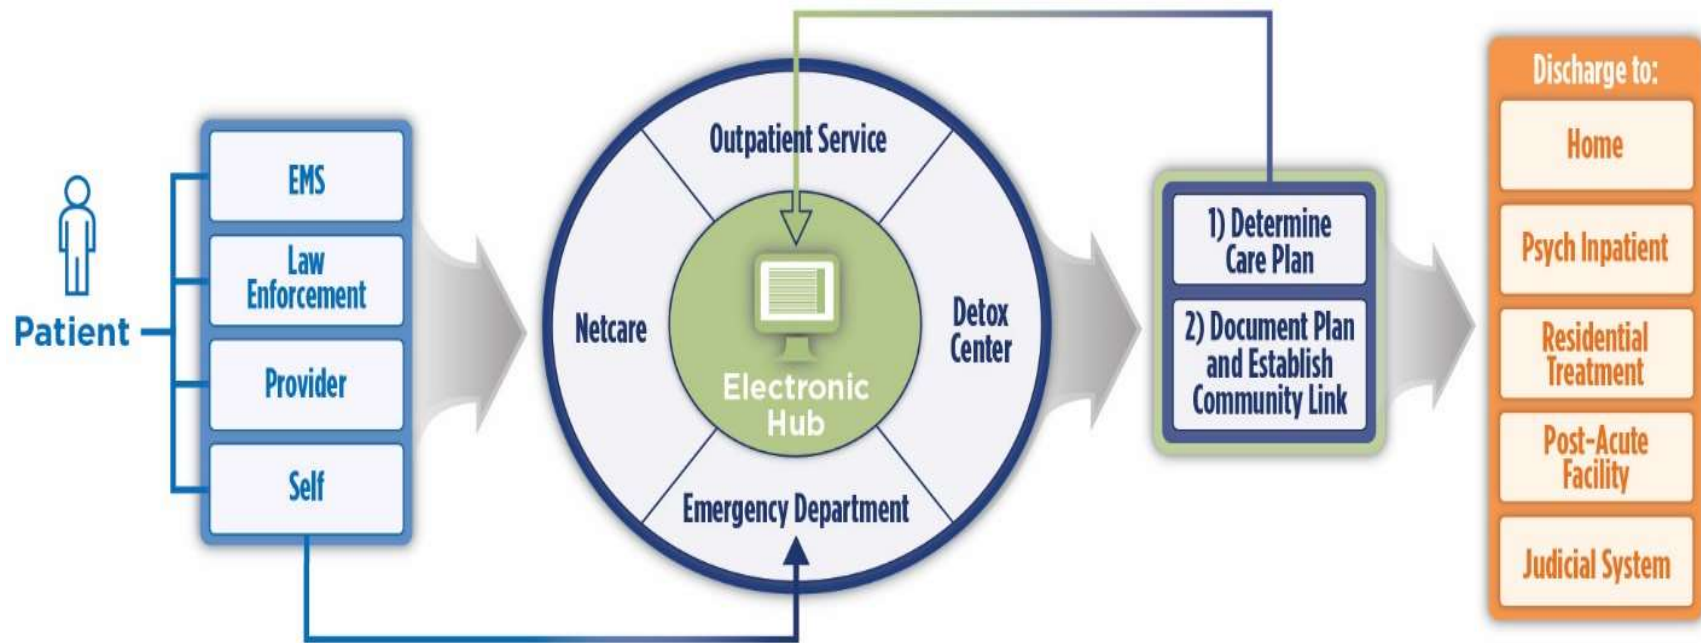 Patient
EMS
Law
Enforcement
Provider
Self
Outpatient Service
Netcare
Detox
Center
Electronic
Hub
Emergency Department
1) Determine
Care Plan
2) Document Plan
and Establish
Community Link
Discharge to:
Home
Psych Inpatient
Residential
Treatment
Post-Acute
Facility
Judicial System